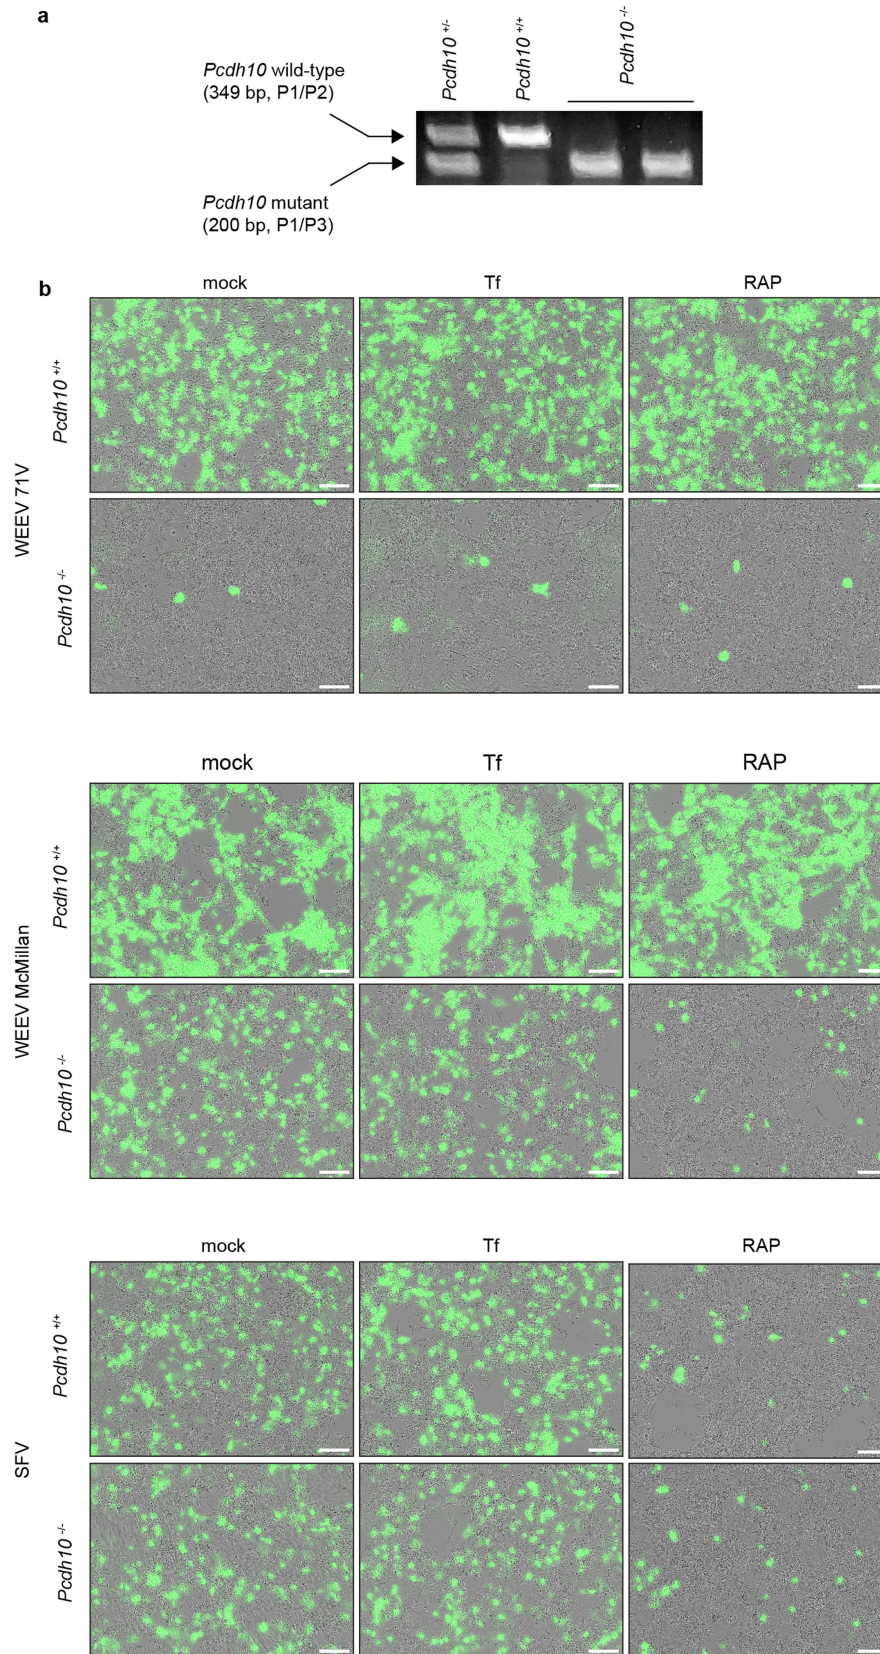 a
Pcdh10 +/-
Pcdh10 +/+
Pcdh10 -/-
Pcdh10 wild-type
(349 bp, P1/P2)
Pcdh10 mutant
(200 bp, P1/P3)
b
mock Tf RAP
WEEV 71V
Pcdh10 +/+
Pcdh10 -/-
mock Tf RAP
WEEV McMillan
Pcdh10 +/+
Pcdh10 -/-
mock Tf RAP
SFV
Pcdh10 +/+
Pcdh10 -/-